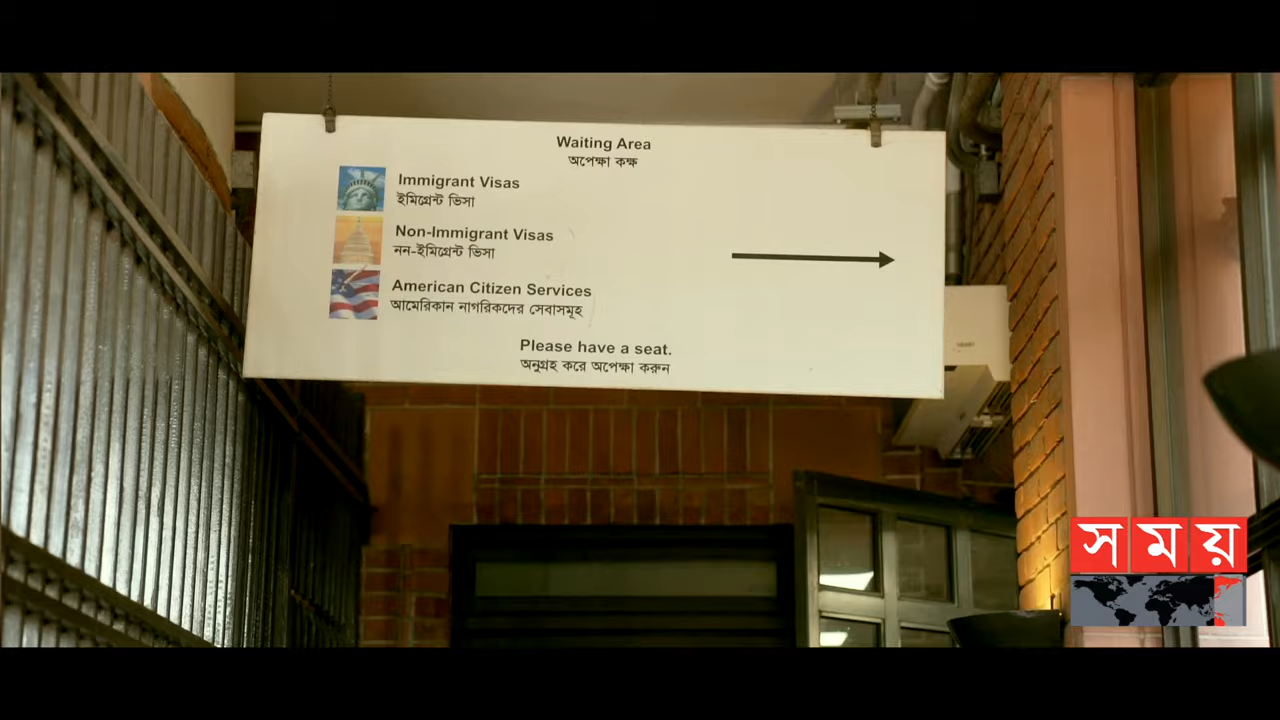 Waiting Area
অপেক্ষা কক্ষ
Immigrant Visas
ইমিগ্রেন্ট ভিসা
Non-Immigrant Visas
নন-ইমিগ্রেন্ট ভিসা
American Citizen Services
আমেরিকান নাগরিকদের সেবাসমূহ
Please have a seat.
অনুগ্রহ করে অপেক্ষা করুন
সময়